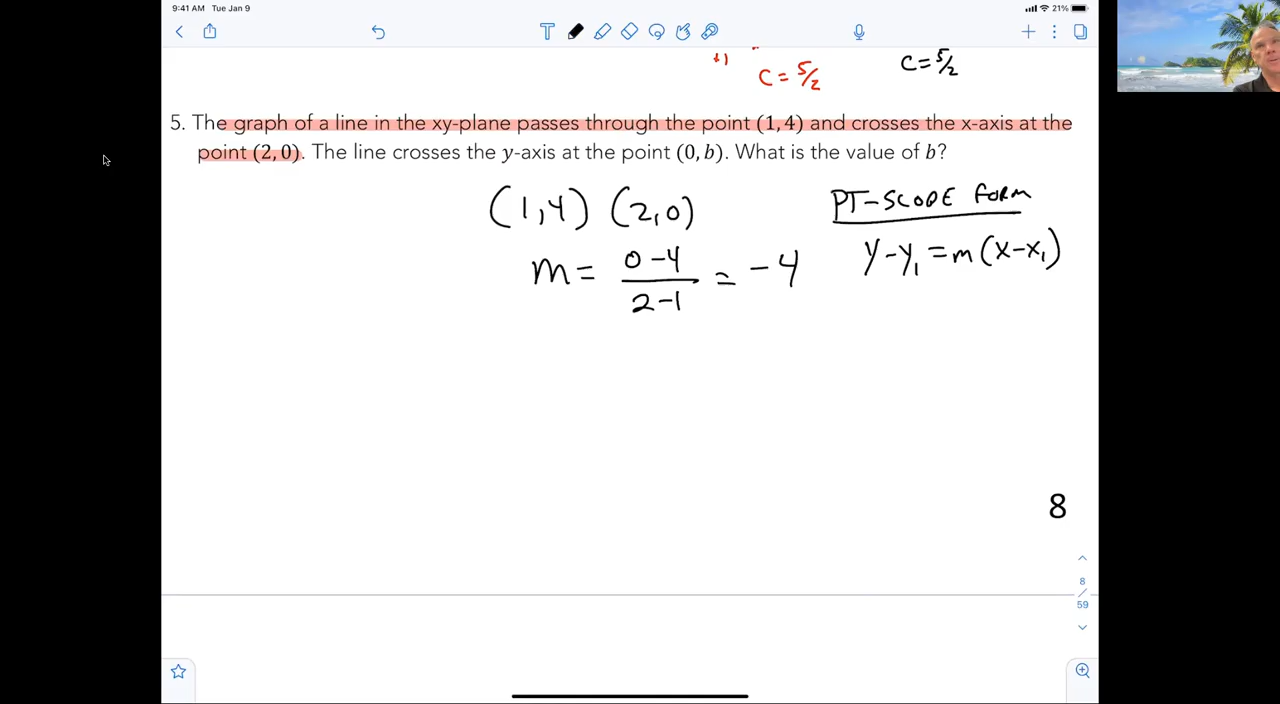 9:41 AM Tue Jan 9
21%
T
+1
C = 5/2
C = 5/2
5. The graph of a line in the xy-plane passes through the point (1, 4) and crosses the x-axis at the
point (2, 0). The line crosses the y-axis at the point (0, b). What is the value of b?
(1,4) (2,0)
PT-SLOPE FORM
m = 0-4 / 2-1 = -4
y-y₁ = m(x-x₁)
8
8
/
59